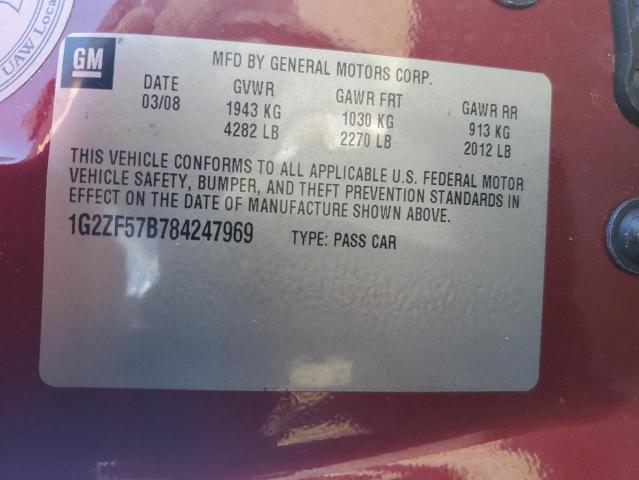 UAW Loca
GM
MFD BY GENERAL MOTORS CORP.
DATE GVWR GAWR FRT GAWR RR
03/08 1943 KG 1030 KG 913 KG
4282 LB 2270 LB 2012 LB
THIS VEHICLE CONFORMS TO ALL APPLICABLE U.S. FEDERAL MOTOR
VEHICLE SAFETY, BUMPER, AND THEFT PREVENTION STANDARDS IN
EFFECT ON THE DATE OF MANUFACTURE SHOWN ABOVE.
1G2ZF57B784247969 TYPE: PASS CAR